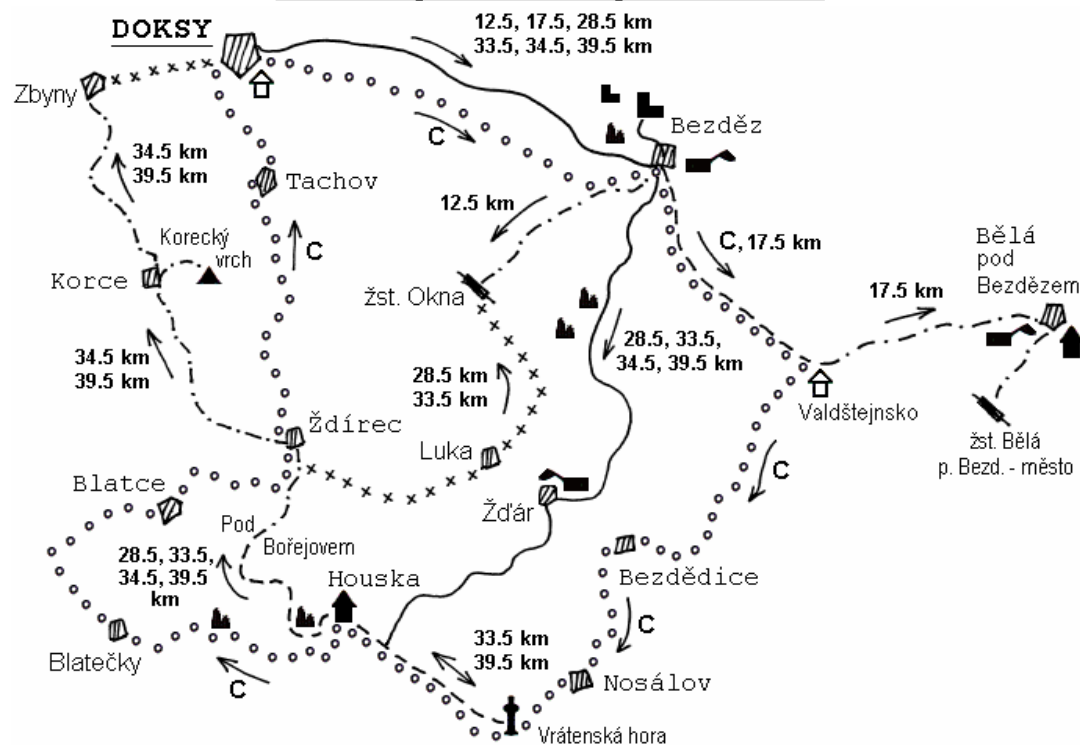 DOKSY
12.5, 17.5, 28.5 km
33.5, 34.5, 39.5 km
Zbyny
C
Bezděz
34.5 km
39.5 km
Tachov
12.5 km
Korecký
vrch
C
C, 17.5 km
Bělá
pod
Bezdězem
Korce
žst. Okna
17.5 km
28.5, 33.5,
34.5, 39.5 km
34.5 km
39.5 km
28.5 km
33.5 km
Valdštejnsko
Ždírec
Luka
žst. Bělá
p. Bezd. - město
C
Blatce
Žďár
Pod
Bořejovem
28.5, 33.5,
34.5, 39.5
km
Houska
Bezdědice
C
33.5 km
39.5 km
Blatečky
C
Nosálov
Vrátenská hora